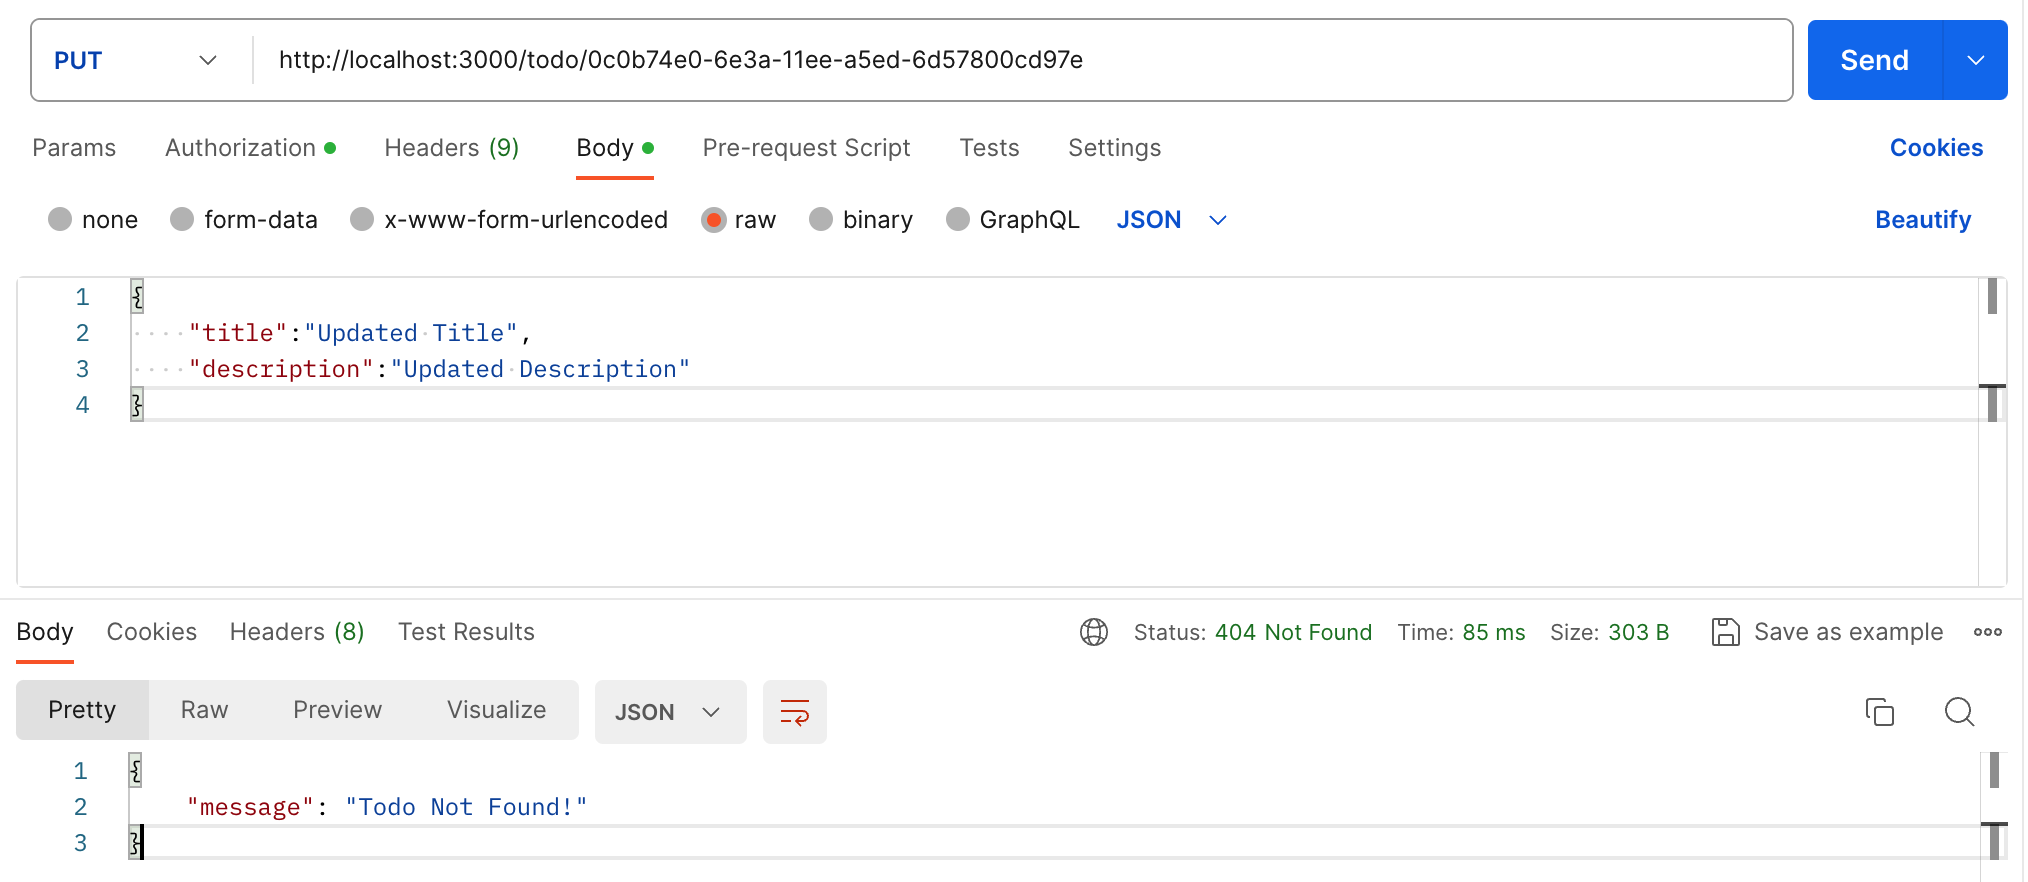 PUT http://localhost:3000/todo/0c0b74e0-6e3a-11ee-a5ed-6d57800cd97e Send
Params Authorization Headers (9) Body Pre-request Script Tests Settings Cookies
none form-data x-www-form-urlencoded raw binary GraphQL JSON Beautify
1 {
2 ····"title":"Updated·Title",
3 ····"description":"Updated·Description"
4 }
Body Cookies Headers (8) Test Results Status: 404 Not Found Time: 85 ms Size: 303 B Save as example
Pretty Raw Preview Visualize JSON
1 {
2 "message": "Todo Not Found!"
3 }